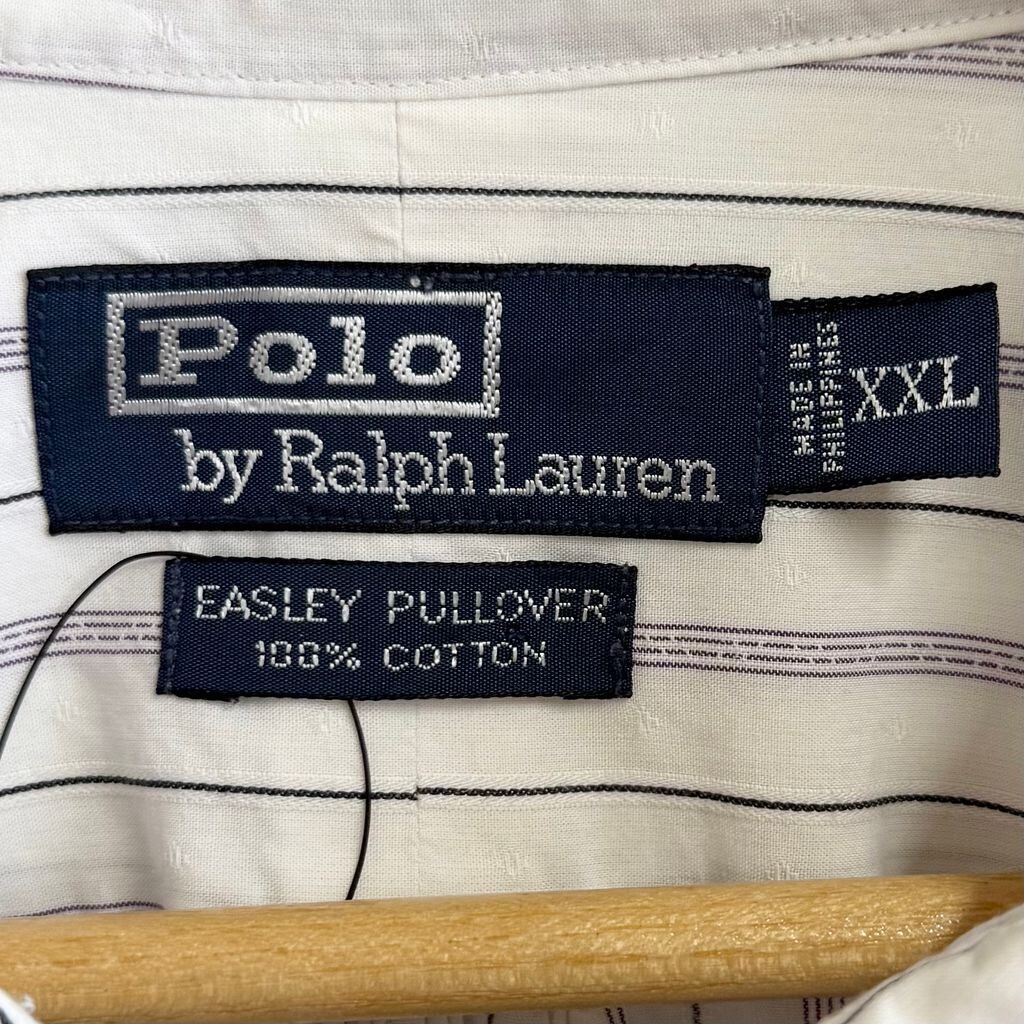 Polo
by Ralph Lauren
MADE IN
PHILIPPINES
XXL
EASLEY PULLOVER
100% COTTON